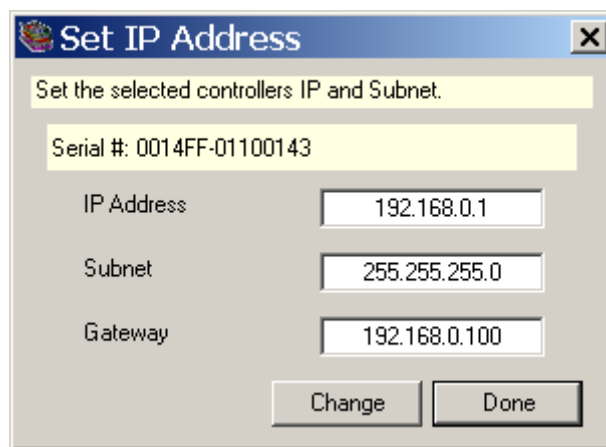 Set IP Address
Set the selected controllers IP and Subnet.
Serial #: 0014FF-01100143
IP Address 192.168.0.1
Subnet 255.255.255.0
Gateway 192.168.0.100
Change Done